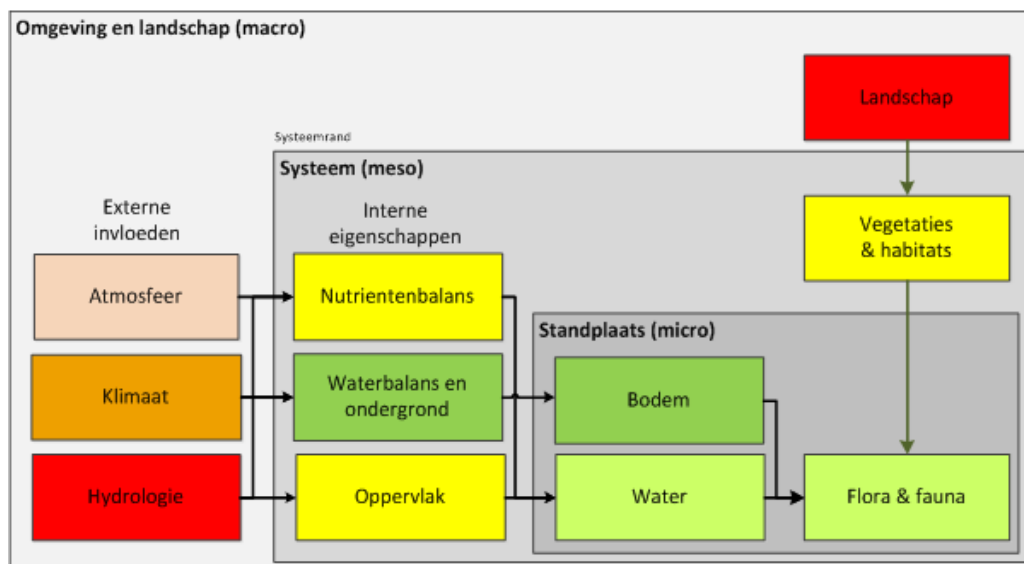 Omgeving en landschap (macro)
Landschap
Systeemrand
Systeem (meso)
Externe
invloeden
Interne
eigenschappen
Vegetaties
& habitats
Atmosfeer
Nutrientenbalans
Standplaats (micro)
Klimaat
Waterbalans en
ondergrond
Bodem
Hydrologie
Oppervlak
Water
Flora & fauna